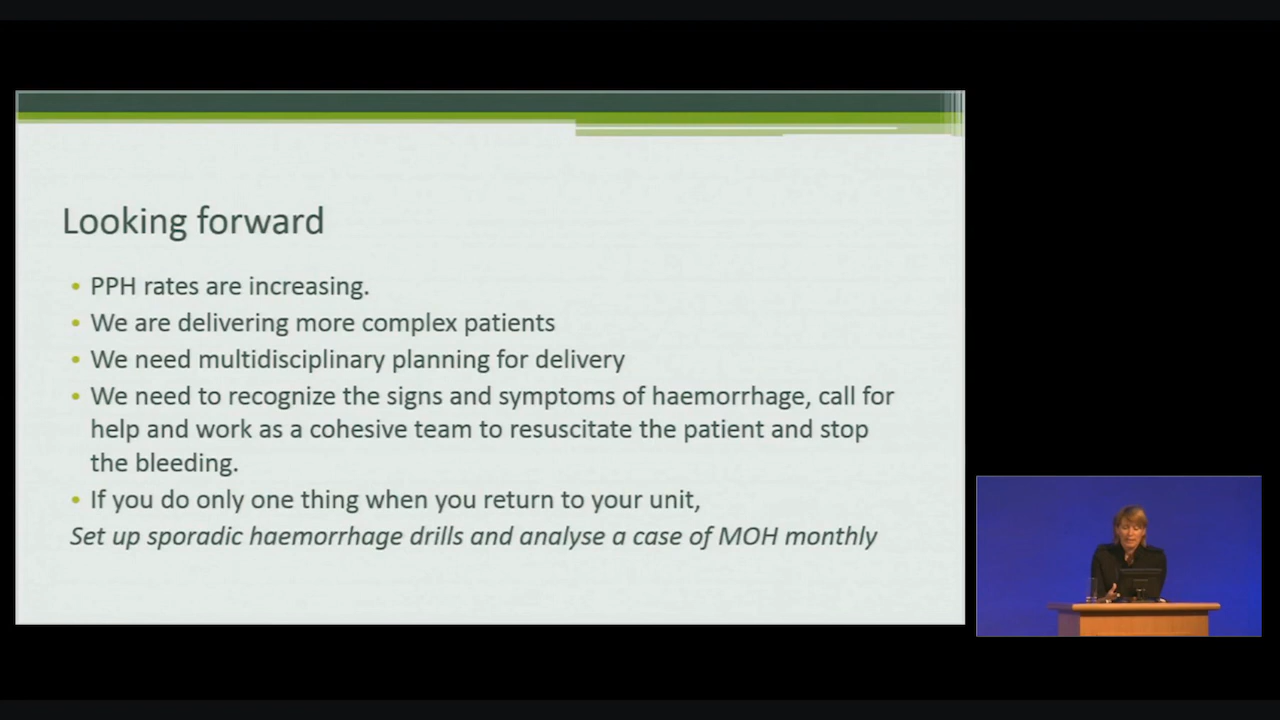 Looking forward
• PPH rates are increasing.
• We are delivering more complex patients
• We need multidisciplinary planning for delivery
• We need to recognize the signs and symptoms of haemorrhage, call for
help and work as a cohesive team to resuscitate the patient and stop
the bleeding.
• If you do only one thing when you return to your unit,
Set up sporadic haemorrhage drills and analyse a case of MOH monthly